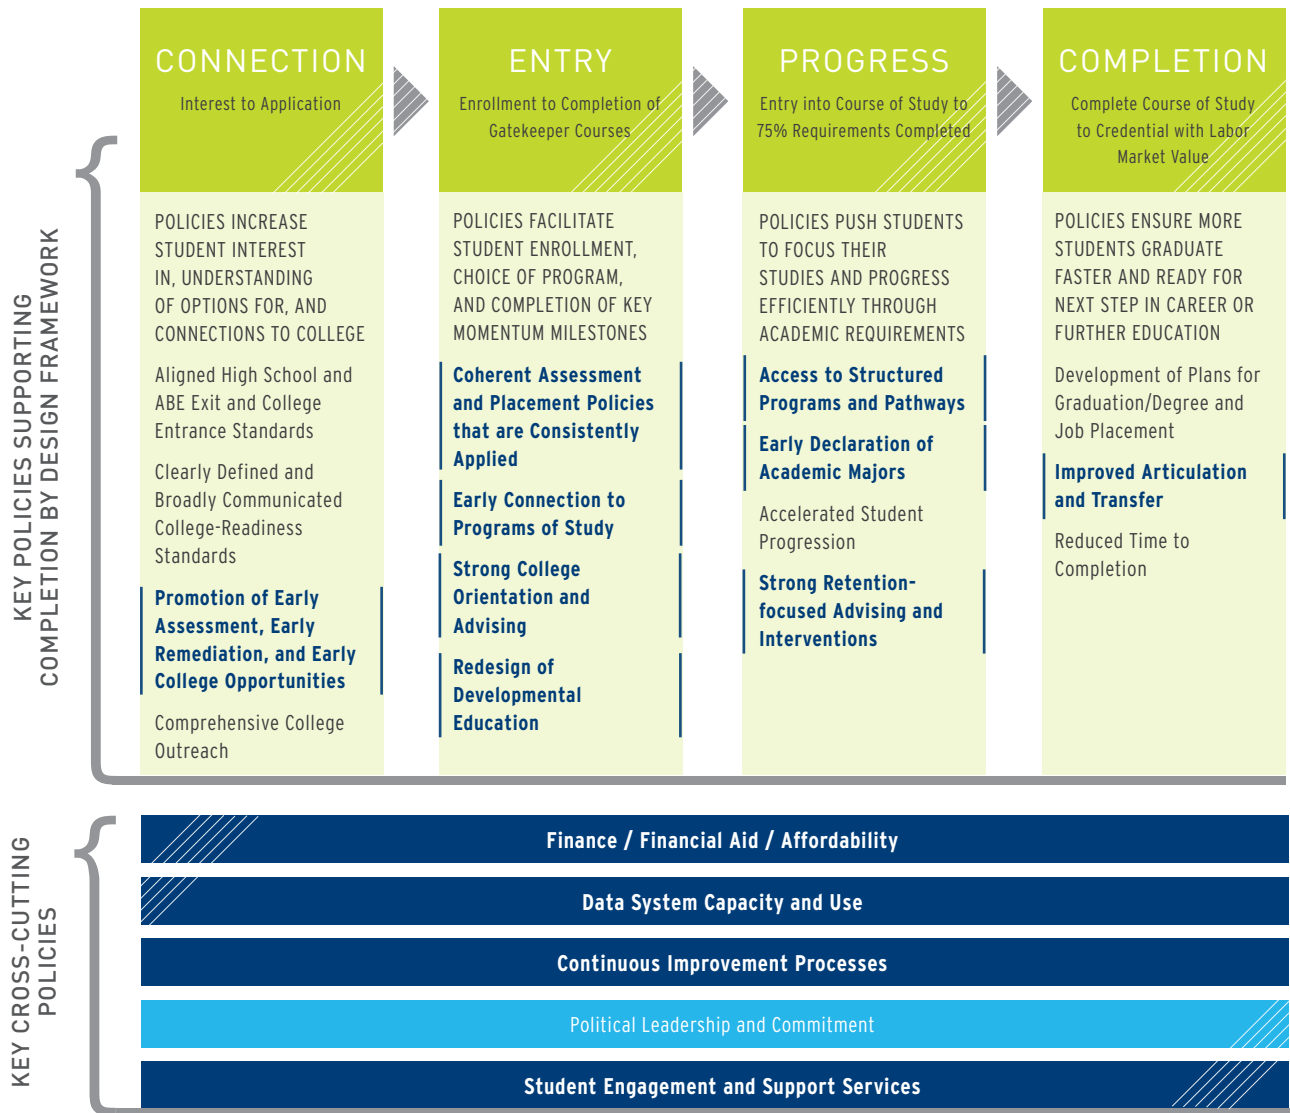 KEY POLICIES SUPPORTING
COMPLETION BY DESIGN FRAMEWORK
CONNECTION
Interest to Application
POLICIES INCREASE
STUDENT INTEREST
IN, UNDERSTANDING
OF OPTIONS FOR, AND
CONNECTIONS TO COLLEGE
Aligned High School and
ABE Exit and College
Entrance Standards
Clearly Defined and
Broadly Communicated
College-Readiness
Standards
Promotion of Early
Assessment, Early
Remediation, and Early
College Opportunities
Comprehensive College
Outreach
ENTRY
Enrollment to Completion of
Gatekeeper Courses
POLICIES FACILITATE
STUDENT ENROLLMENT,
CHOICE OF PROGRAM,
AND COMPLETION OF KEY
MOMENTUM MILESTONES
Coherent Assessment
and Placement Policies
that are Consistently
Applied
Early Connection to
Programs of Study
Strong College
Orientation and
Advising
Redesign of
Developmental
Education
PROGRESS
Entry into Course of Study to
75% Requirements Completed
POLICIES PUSH STUDENTS
TO FOCUS THEIR
STUDIES AND PROGRESS
EFFICIENTLY THROUGH
ACADEMIC REQUIREMENTS
Access to Structured
Programs and Pathways
Early Declaration of
Academic Majors
Accelerated Student
Progression
Strong Retention-
focused Advising and
Interventions
COMPLETION
Complete Course of Study
to Credential with Labor
Market Value
POLICIES ENSURE MORE
STUDENTS GRADUATE
FASTER AND READY FOR
NEXT STEP IN CAREER OR
FURTHER EDUCATION
Development of Plans for
Graduation/Degree and
Job Placement
Improved Articulation
and Transfer
Reduced Time to
Completion
KEY CROSS-CUTTING
POLICIES
Finance / Financial Aid / Affordability
Data System Capacity and Use
Continuous Improvement Processes
Political Leadership and Commitment
Student Engagement and Support Services